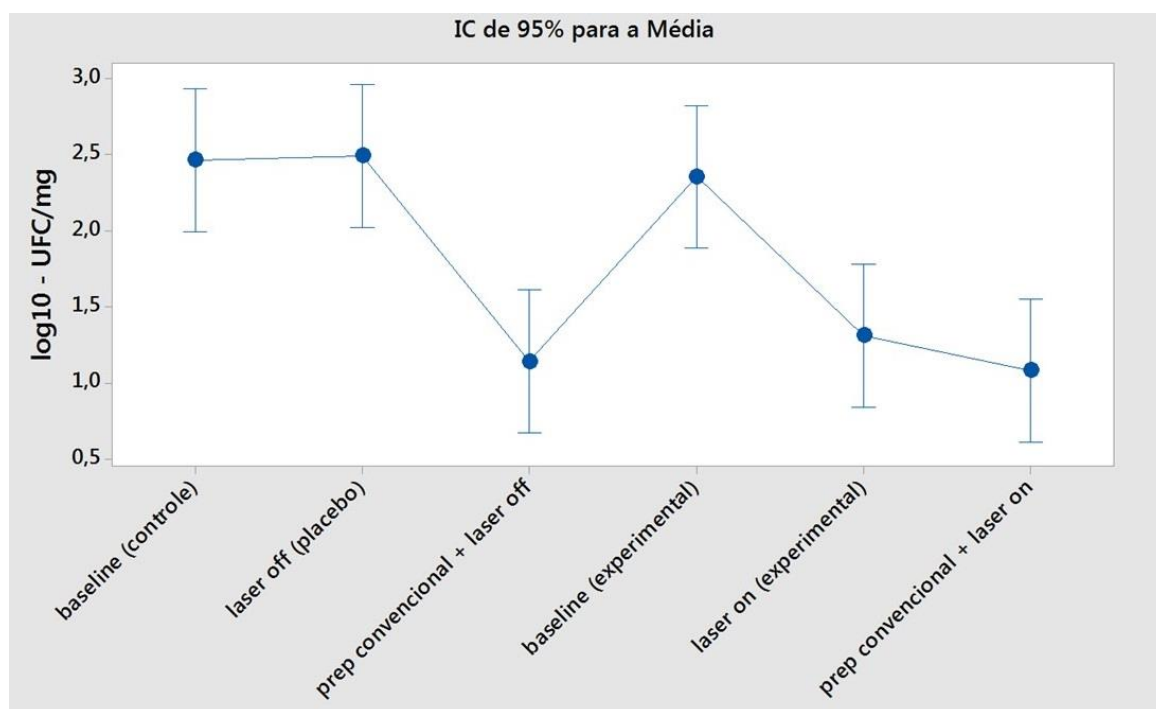 IC de 95% para a Média
log10 - UFC/mg
3,0
2,5
2,0
1,5
1,0
0,5
baseline (controle)
laser off (placebo)
prep convencional + laser off
baseline (experimental)
laser on (experimental)
prep convencional + laser on